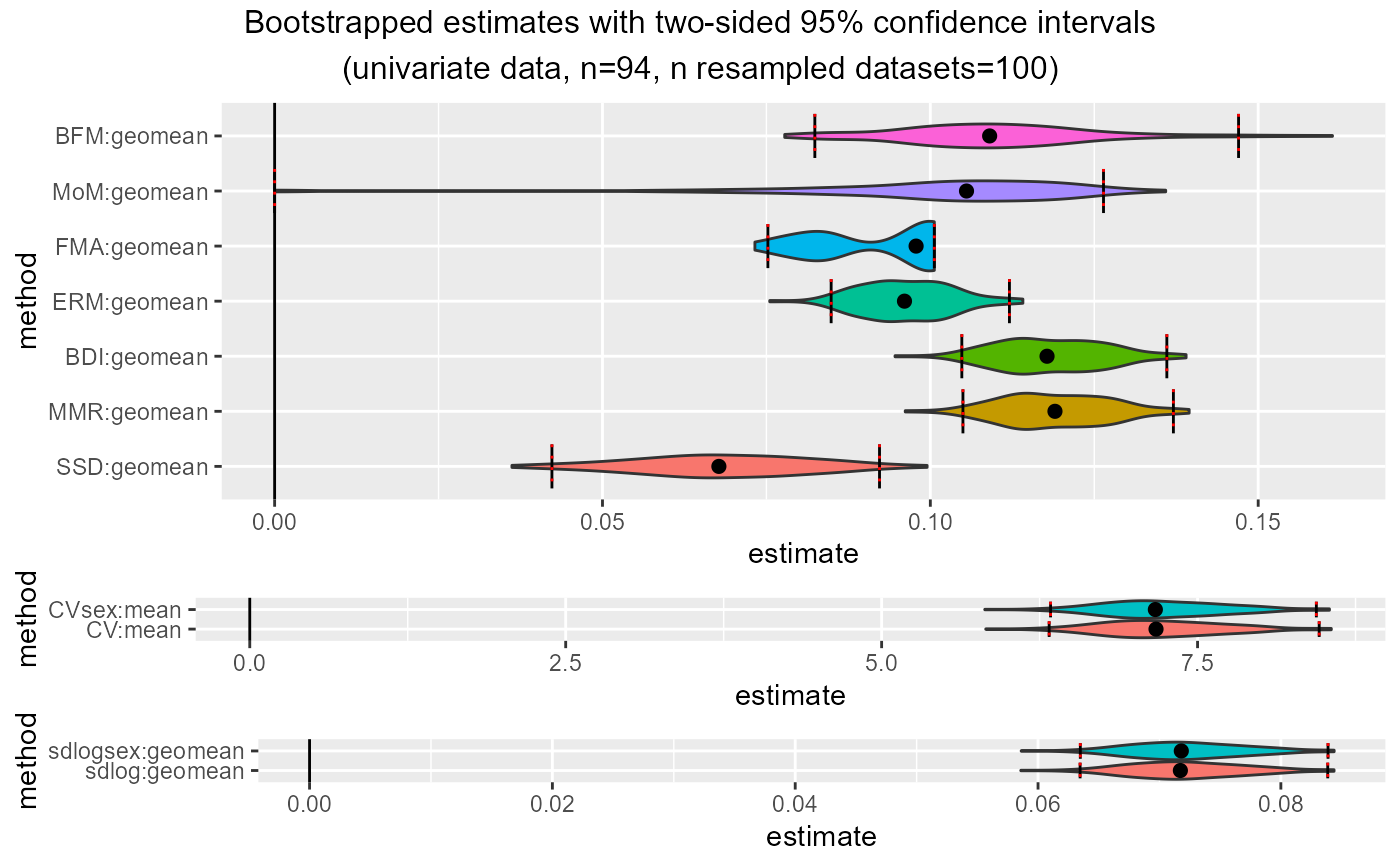 Bootstrapped estimates with two-sided 95% confidence intervals
(univariate data, n=94, n resampled datasets=100)
method
BFM:geomean
MoM:geomean
FMA:geomean
ERM:geomean
BDI:geomean
MMR:geomean
SSD:geomean
0.00 0.05 0.10 0.15
estimate
method
CVsex:mean
CV:mean
0.0 2.5 5.0 7.5
estimate
method
sdlogsex:geomean
sdlog:geomean
0.00 0.02 0.04 0.06 0.08
estimate